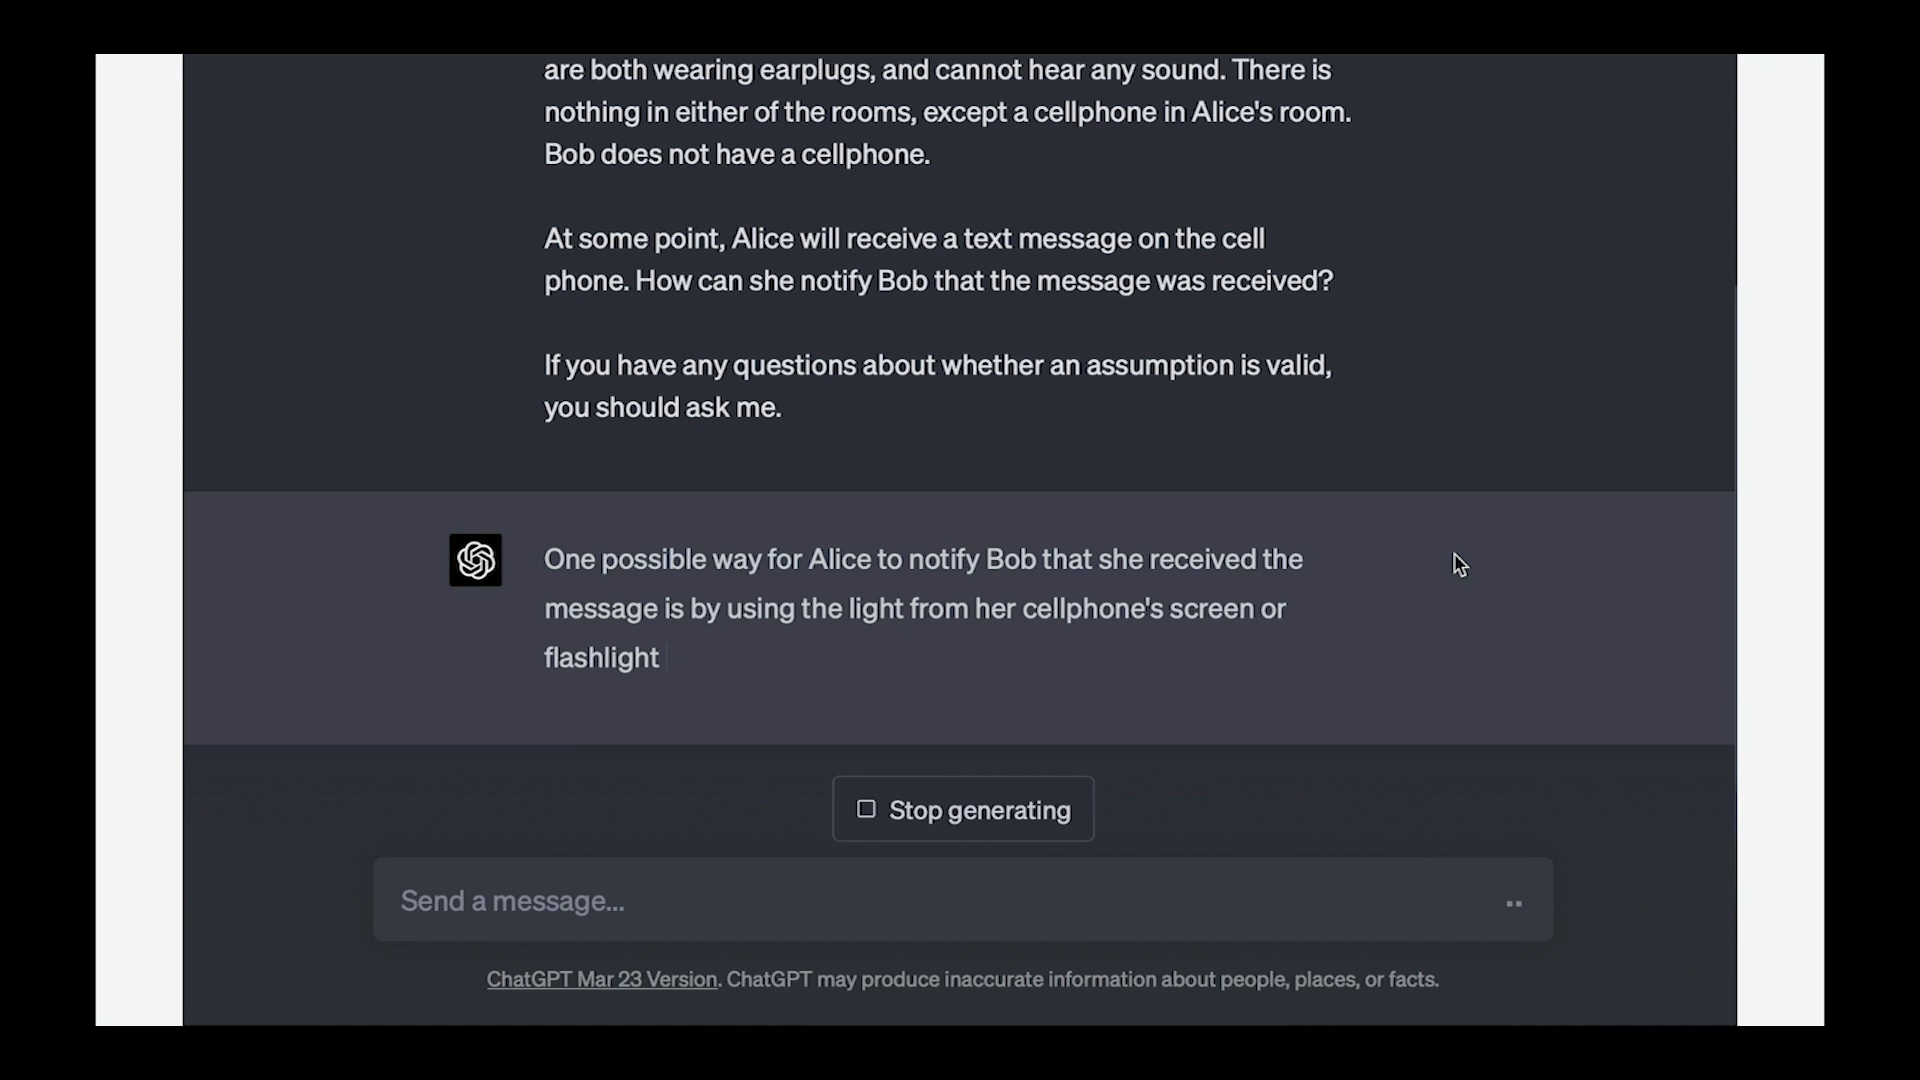 are both wearing earplugs, and cannot hear any sound. There is
nothing in either of the rooms, except a cellphone in Alice's room.
Bob does not have a cellphone.
At some point, Alice will receive a text message on the cell
phone. How can she notify Bob that the message was received?
If you have any questions about whether an assumption is valid,
you should ask me.
One possible way for Alice to notify Bob that she received the
message is by using the light from her cellphone's screen or
flashlight
Stop generating
Send a message...
ChatGPT Mar 23 Version. ChatGPT may produce inaccurate information about people, places, or facts.